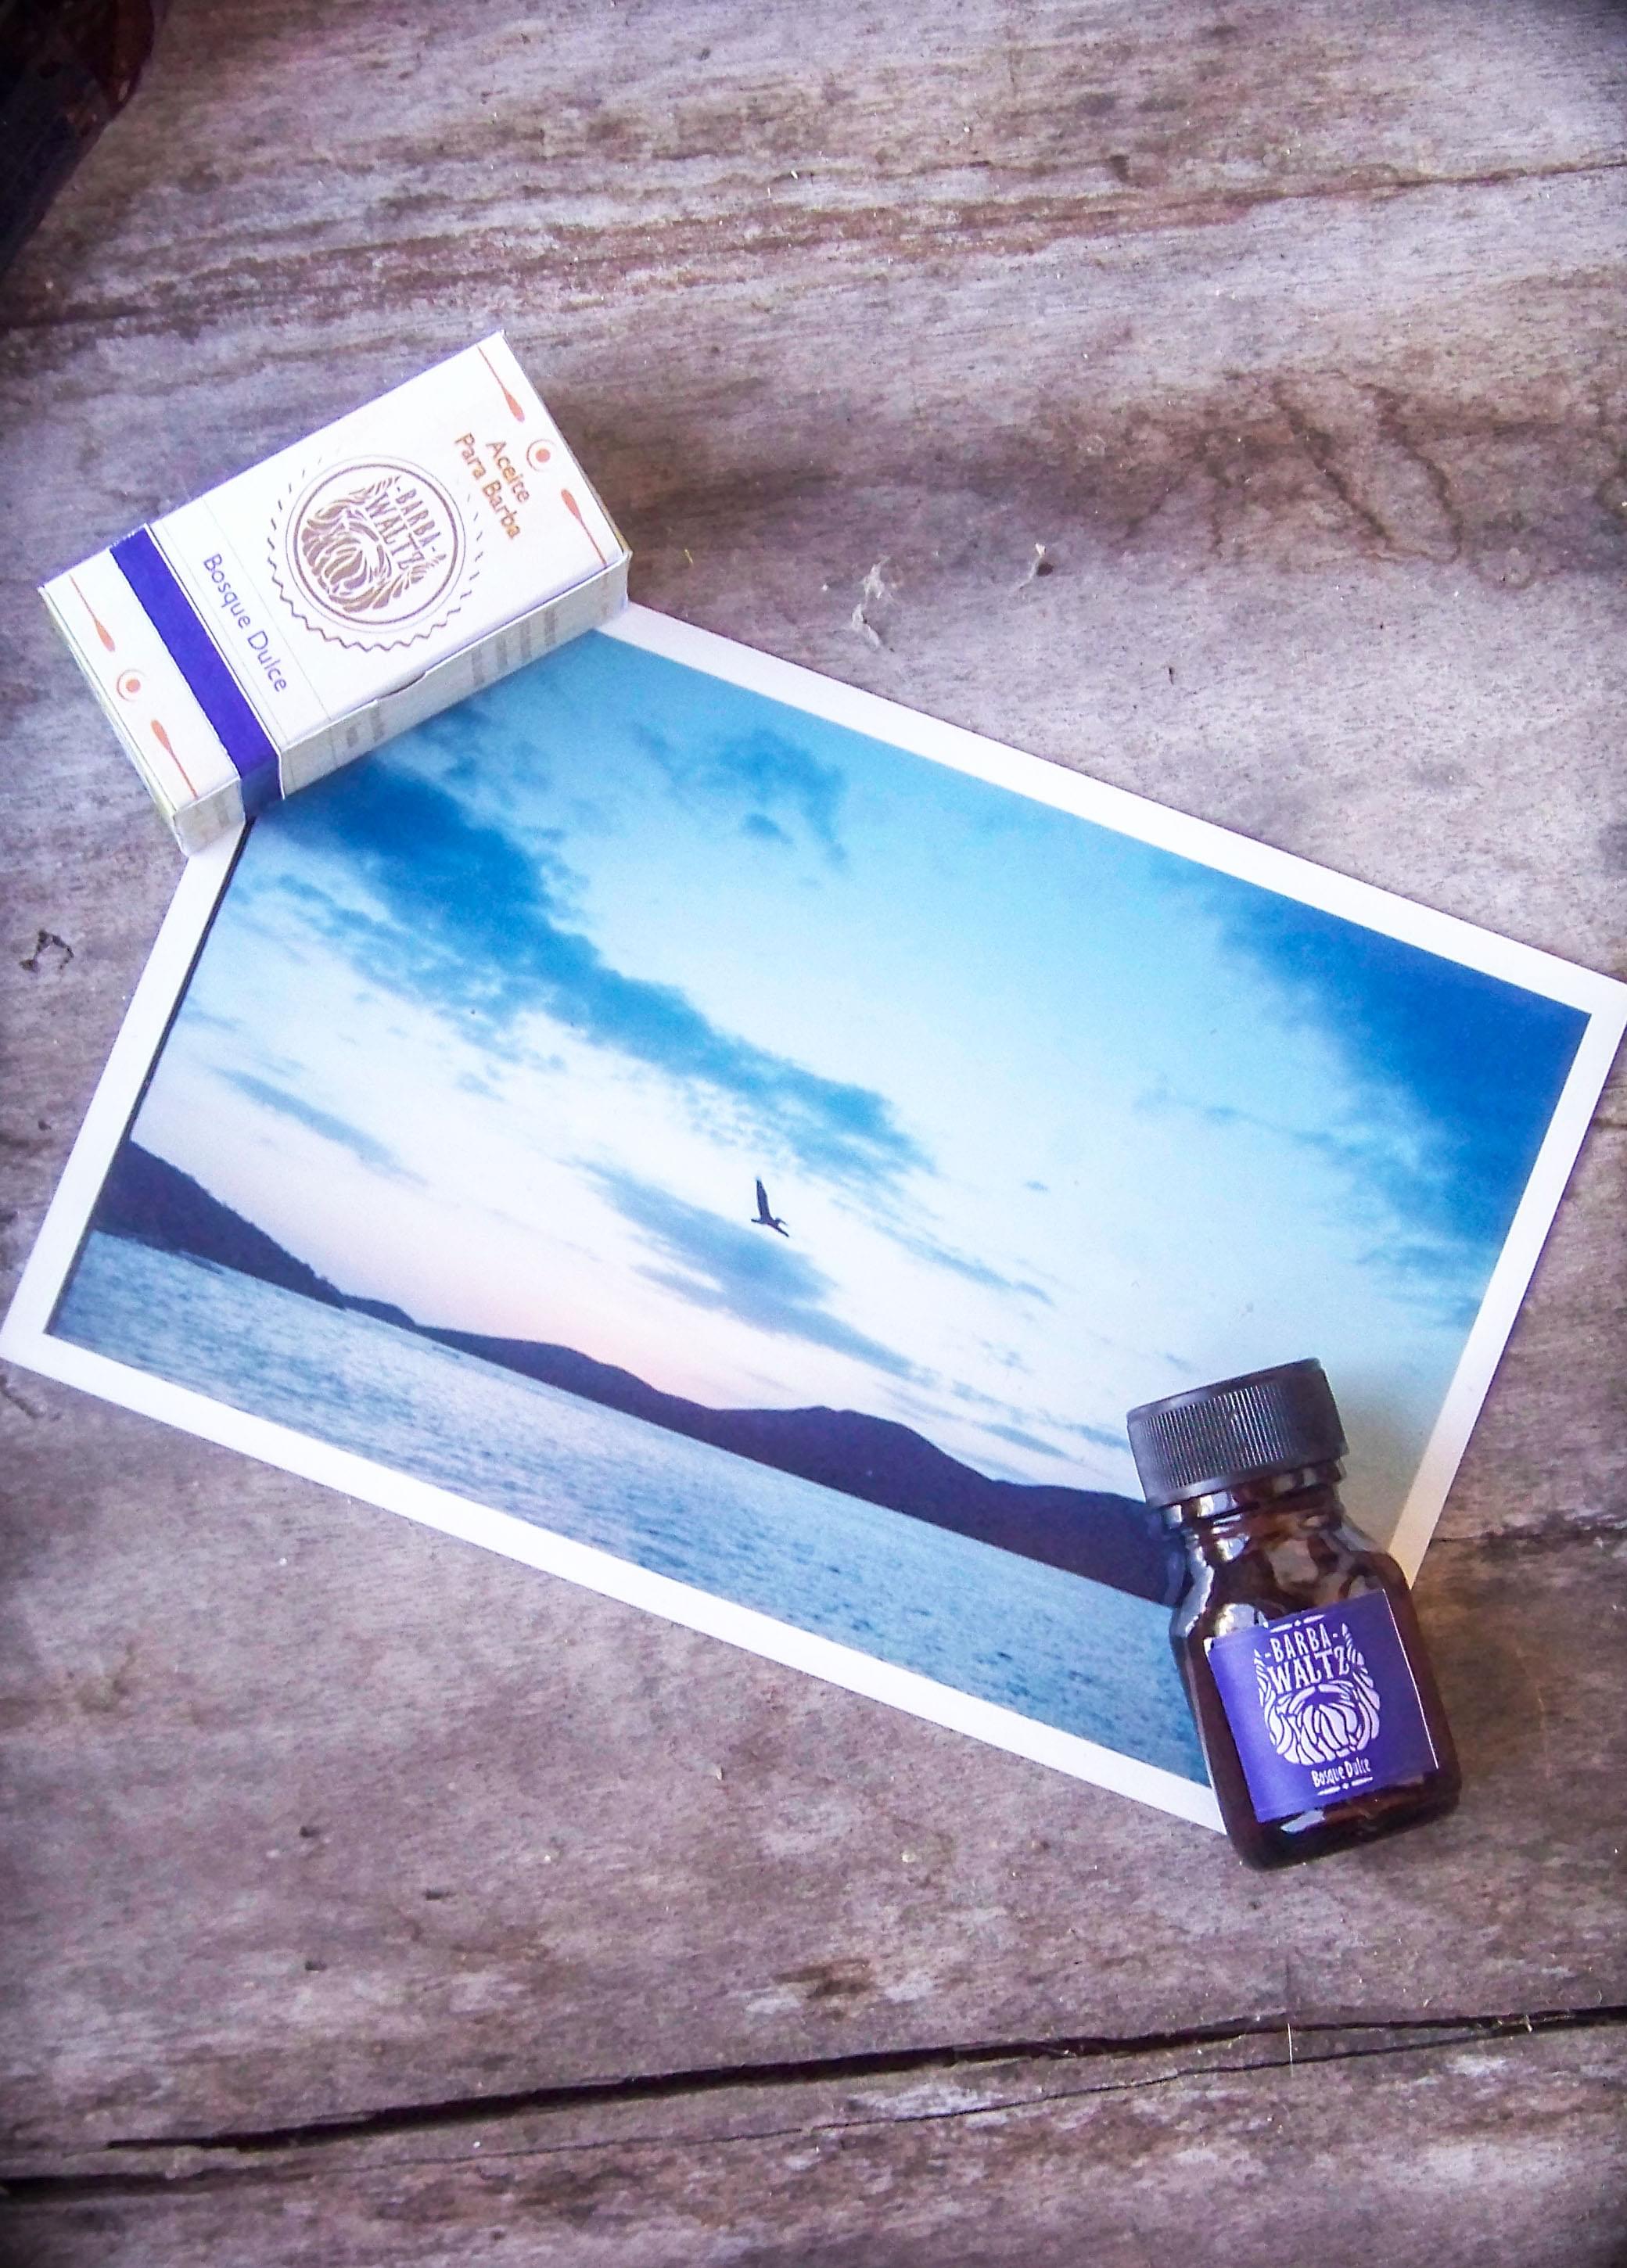 Aceite
Para Barba
-BARBA-
WALTZ
Bosque Dulce
-BARBA-
WALTZ
Bosque Dulce